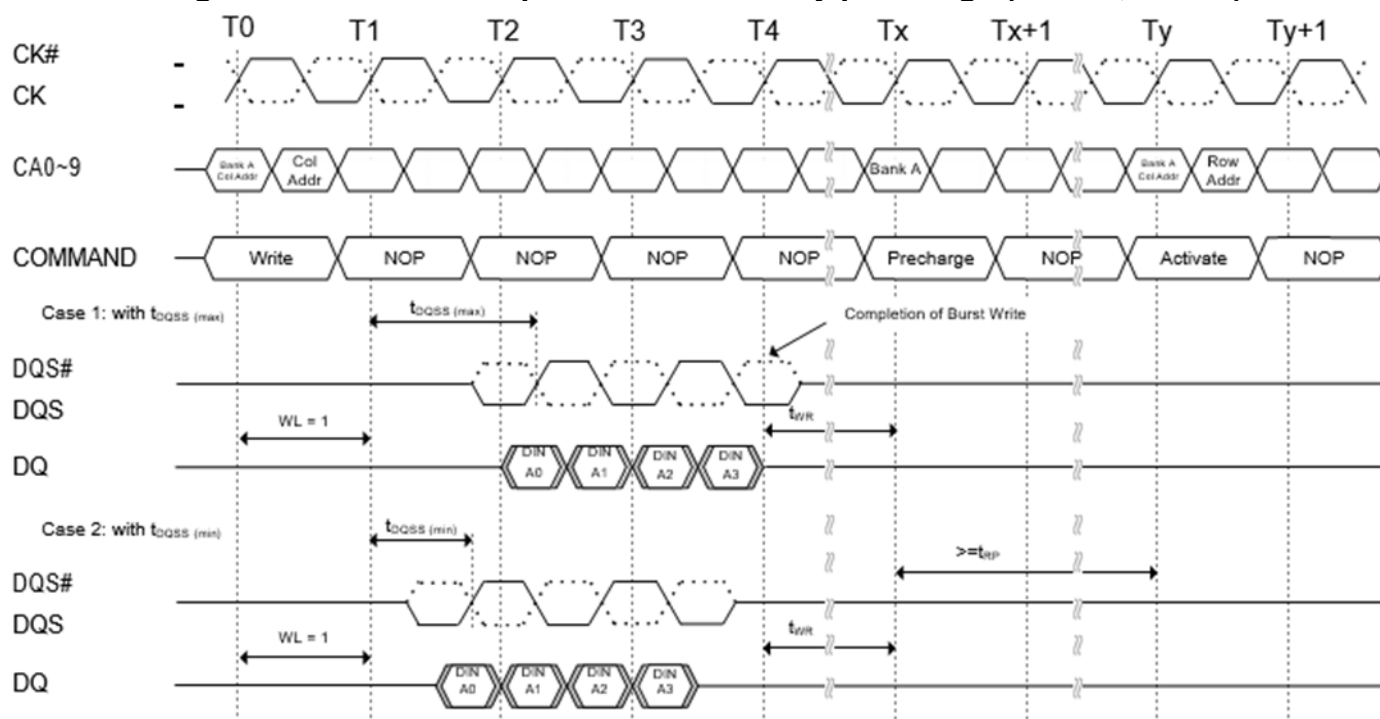 T0 T1 T2 T3 T4 Tx Tx+1 Ty Ty+1
CK#
CK
CA0~9
Bank A Col Addr
Col Addr
Bank A
Bank A Col Addr
Row Addr
COMMAND
Write NOP NOP NOP NOP Precharge NOP Activate NOP
Case 1: with tDQSS (max)
tDQSS (max)
Completion of Burst Write
DQS#
DQS
WL = 1
tWR
DQ
DIN A0
DIN A1
DIN A2
DIN A3
Case 2: with tDQSS (min)
tDQSS (min)
>=tRP
DQS#
DQS
WL = 1
tWR
DQ
DIN A0
DIN A1
DIN A2
DIN A3